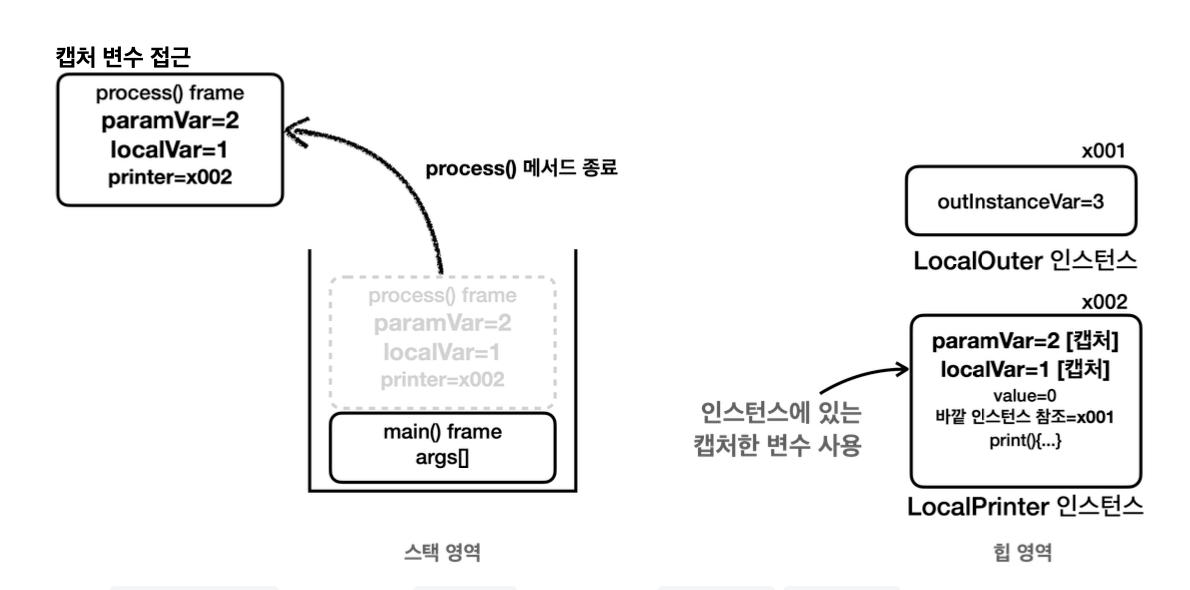 캡처 변수 접근
process() frame
paramVar=2
localVar=1
printer=x002
process() 메서드 종료
process() frame
paramVar=2
localVar=1
printer=x002
main() frame
args[]
스택 영역
x001
outInstanceVar=3
LocalOuter 인스턴스
x002
paramVar=2 [캡처]
localVar=1 [캡처]
value=0
바깥 인스턴스 참조=x001
print(){...}
LocalPrinter 인스턴스
인스턴스에 있는
캡처한 변수 사용
힙 영역